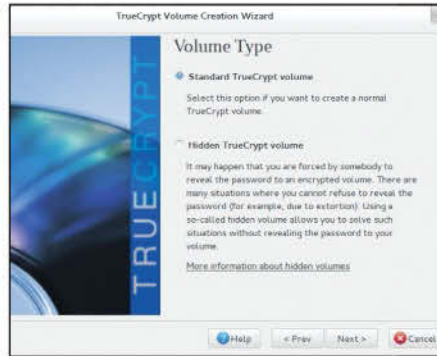 TrueCrypt Volume Creation Wizard
TRUECRYPT
Volume Type
Standard TrueCrypt volume
Select this option if you want to create a normal
TrueCrypt volume.
Hidden TrueCrypt volume
It may happen that you are forced by somebody to
reveal the password to an encrypted volume. There are
many situations where you cannot refuse to reveal the
password (for example, due to extortion). Using a
so-called hidden volume allows you to solve such
situations without revealing the password to your
volume.
More information about hidden volumes
Help
< Prev
Next >
Cancel